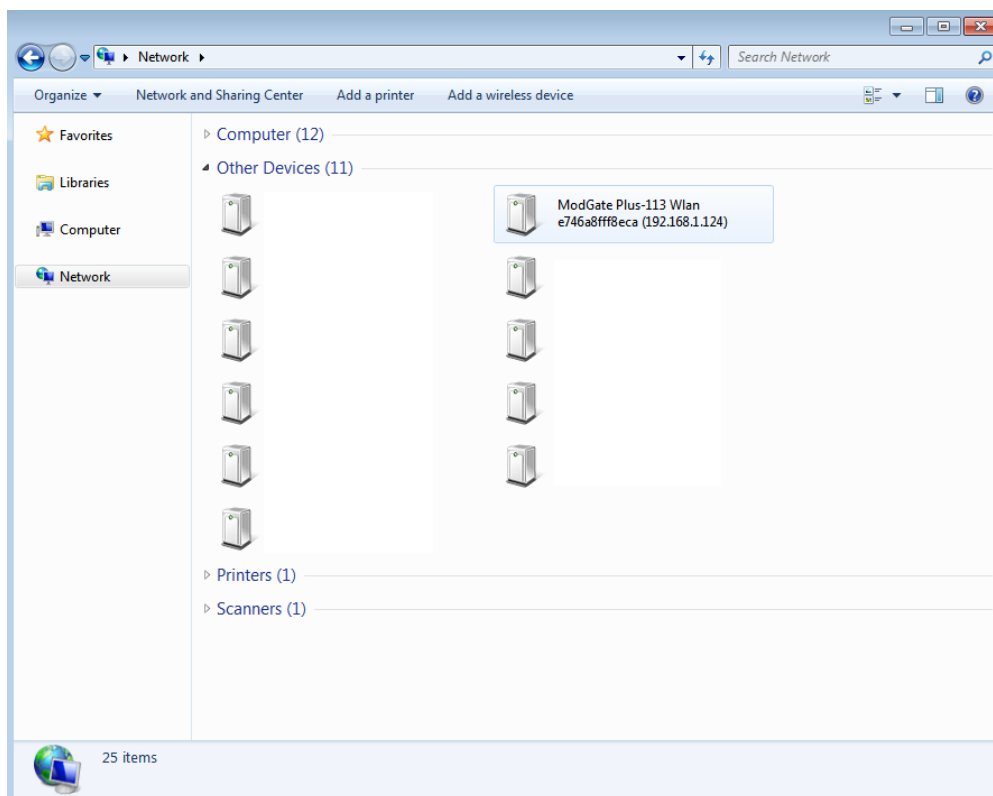 Network
Search Network
Organize
Network and Sharing Center
Add a printer
Add a wireless device
Favorites
Libraries
Computer
Network
Computer (12)
Other Devices (11)
ModGate Plus-113 Wlan
e746a8fff8eca (192.168.1.124)
Printers (1)
Scanners (1)
25 items